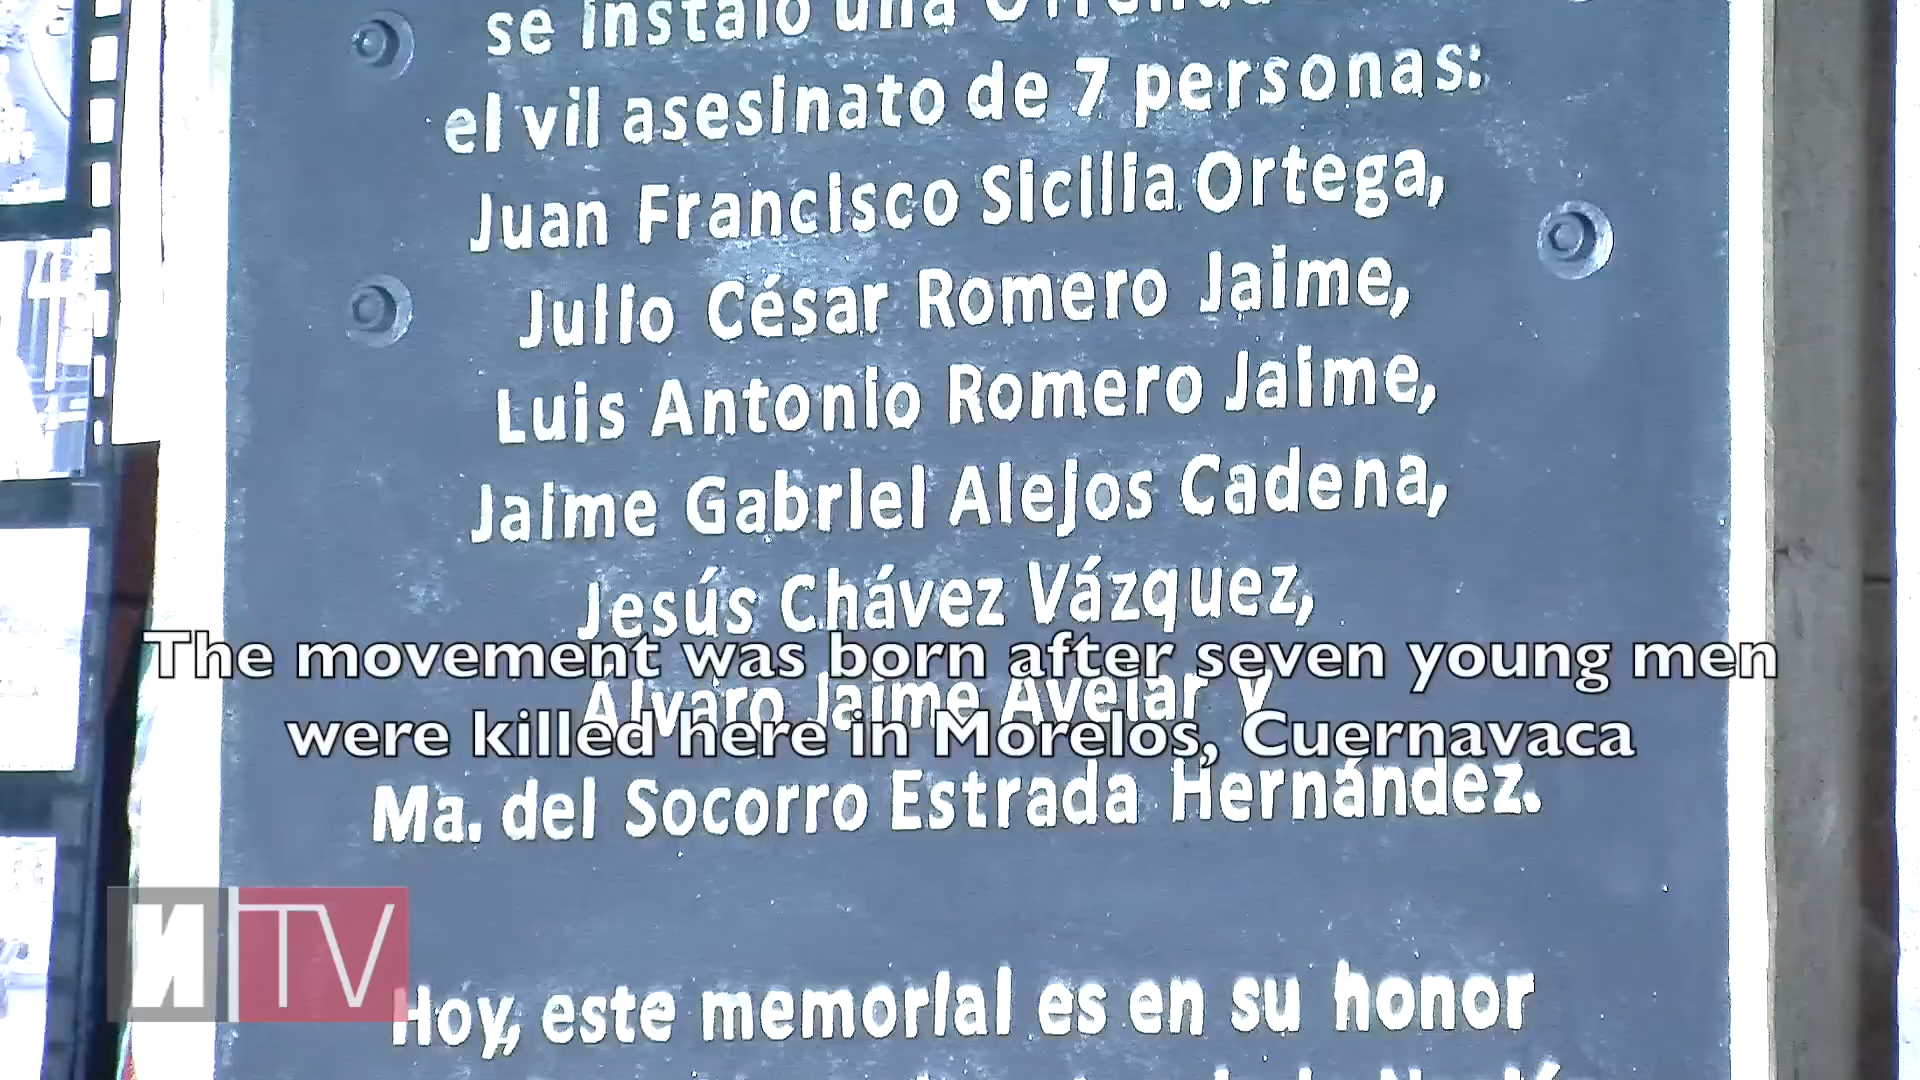 se instaló una Ofrenda
el vil asesinato de 7 personas:
Juan Francisco Sicilia Ortega,
Julio César Romero Jaime,
Luis Antonio Romero Jaime,
Jaime Gabriel Alejos Cadena,
Jesús Chávez Vázquez,
Álvaro Jaime Avelar y
Ma. del Socorro Estrada Hernández.
The movement was born after seven young men
were killed here in Morelos, Cuernavaca
Hoy, este memorial es en su honor
TV